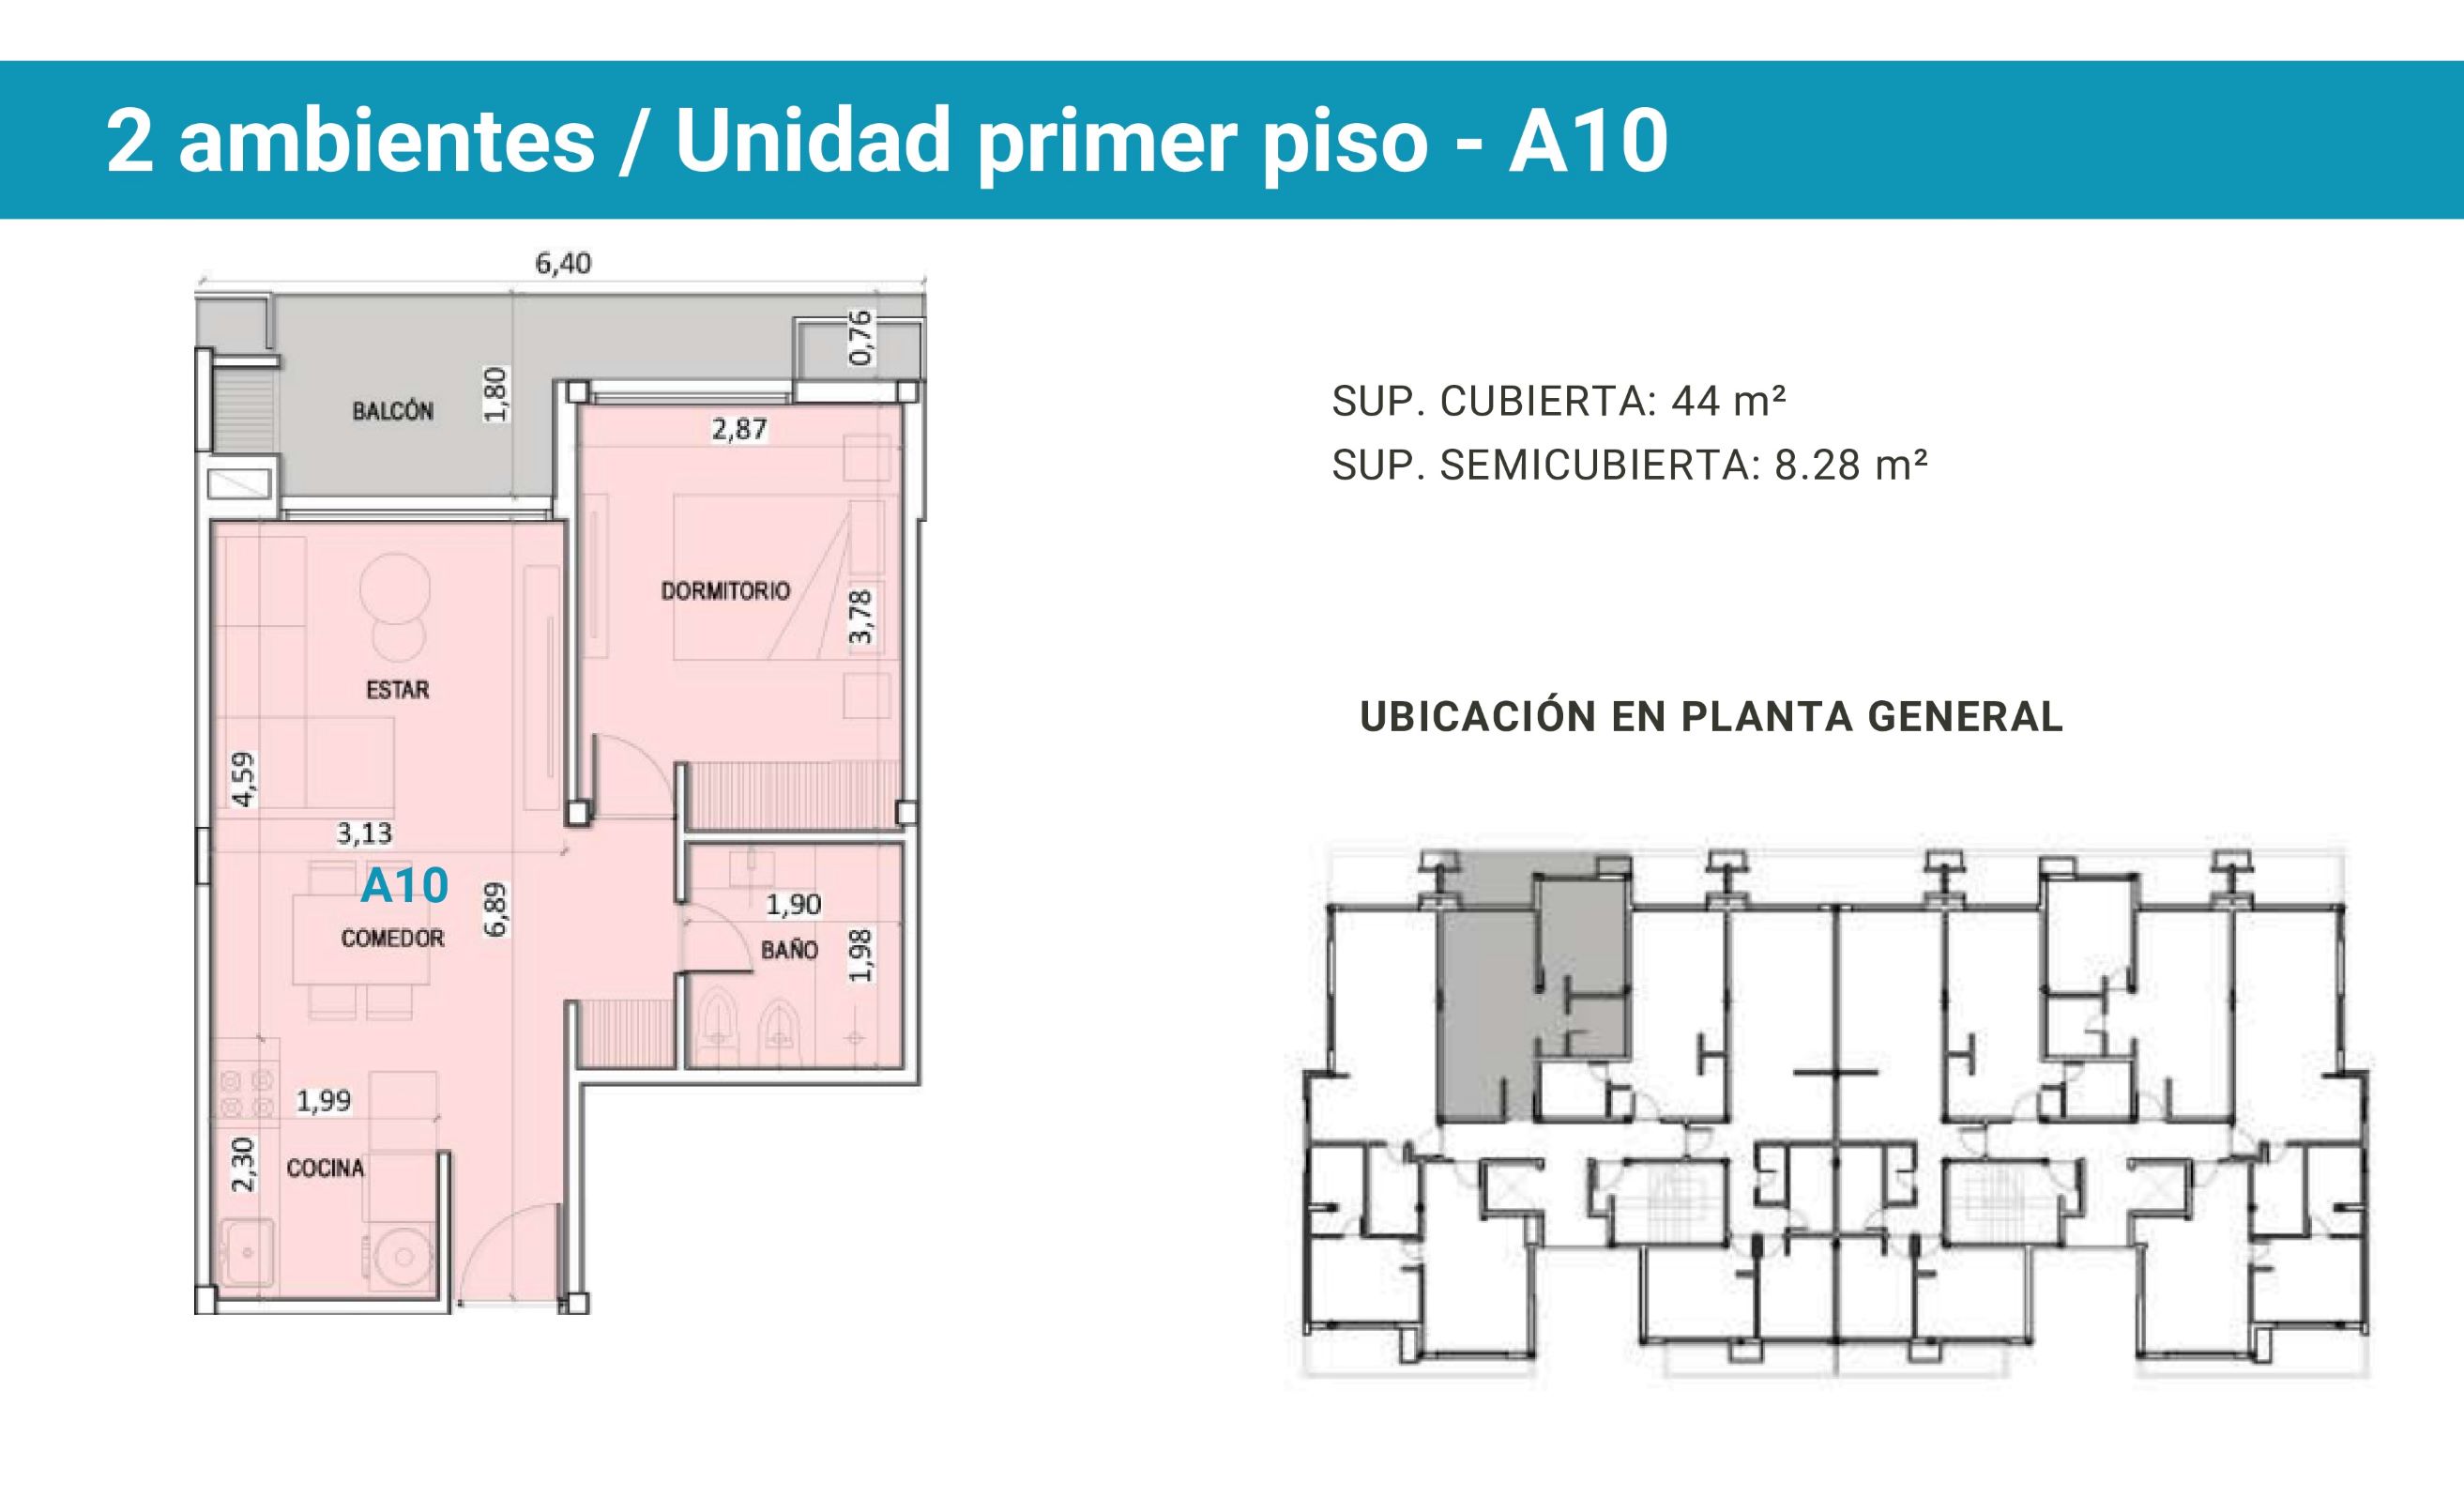 2 ambientes / Unidad primer piso - A10
6,40
0,76
1,80
BALCÓN
2,87
DORMITORIO
3,78
ESTAR
4,59
3,13
A10
6,89
COMEDOR
1,90
BAÑO
1,98
1,99
2,30
COCINA
SUP. CUBIERTA: 44 m²
SUP. SEMICUBIERTA: 8.28 m²
UBICACIÓN EN PLANTA GENERAL